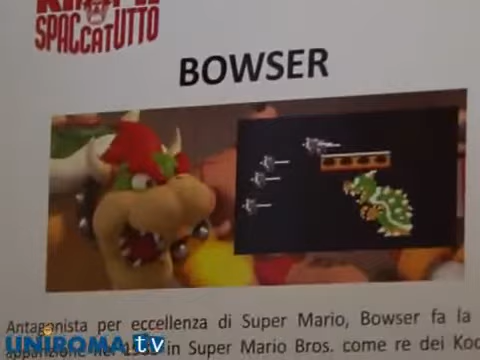 SPACCATUTTO
BOWSER
Antagonista per eccellenza di Super Mario, Bowser fa la
in Super Mario Bros. come re dei
UNIROMA tv